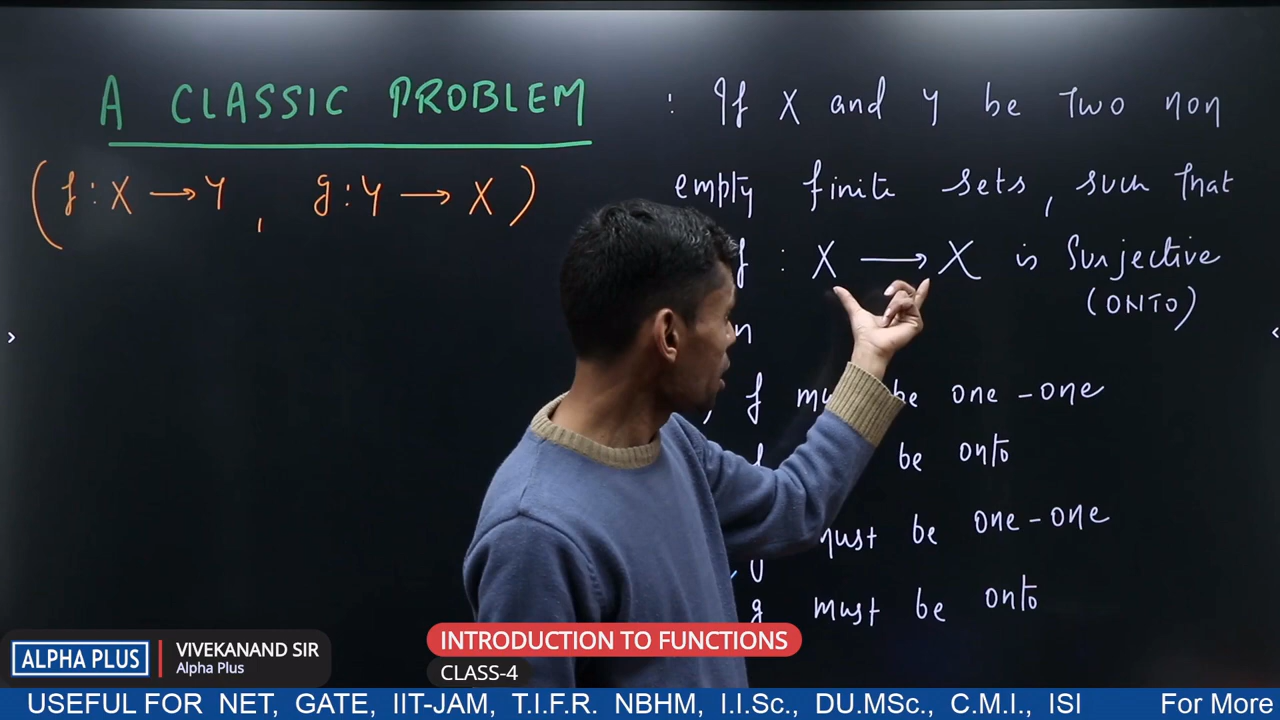 A CLASSIC PROBLEM
: If X and Y be two non
empty finite sets, such that
(f : X → Y , g : Y → X)
f : X → X is Surjective
(ONTO)
n
, f mu be one-one
be onto
must be one-one
g must be onto
ALPHA PLUS
VIVEKANAND SIR
Alpha Plus
INTRODUCTION TO FUNCTIONS
CLASS-4
USEFUL FOR NET, GATE, IIT-JAM, T.I.F.R. NBHM, I.I.Sc., DU.MSc., C.M.I., ISI For More